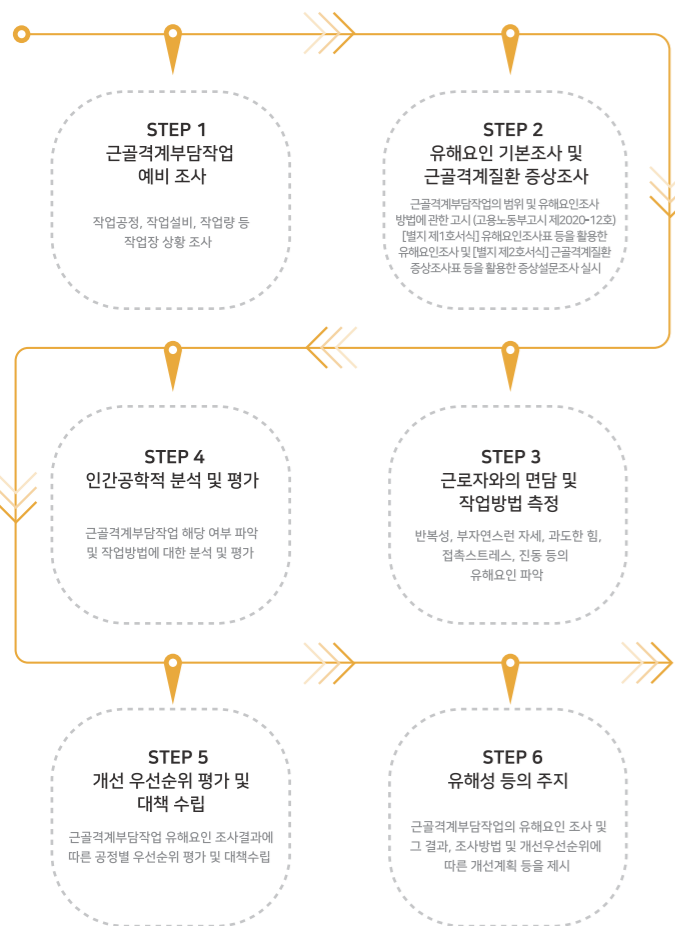 STEP 1
근골격계부담작업
예비 조사
작업공정, 작업설비, 작업량 등
작업장 상황 조사
STEP 2
유해요인 기본조사 및
근골격계질환 증상조사
근골격계부담작업의 범위 및 유해요인조사
방법에 관한 고시 (고용노동부고시 제2020-12호)
[별지 제1호서식] 유해요인조사표 등을 활용한
유해요인조사 및 [별지 제2호서식] 근골격계질환
증상조사표 등을 활용한 증상설문조사 실시
STEP 3
근로자와의 면담 및
작업방법 측정
반복성, 부자연스런 자세, 과도한 힘,
접촉스트레스, 진동 등의
유해요인 파악
STEP 4
인간공학적 분석 및 평가
근골격계부담작업 해당 여부 파악
및 작업방법에 대한 분석 및 평가
STEP 5
개선 우선순위 평가 및
대책 수립
근골격계부담작업 유해요인 조사결과에
따른 공정별 우선순위 평가 및 대책수립
STEP 6
유해성 등의 주지
근골격계부담작업의 유해요인 조사 및
그 결과, 조사방법 및 개선우선순위에
따른 개선계획 등을 제시